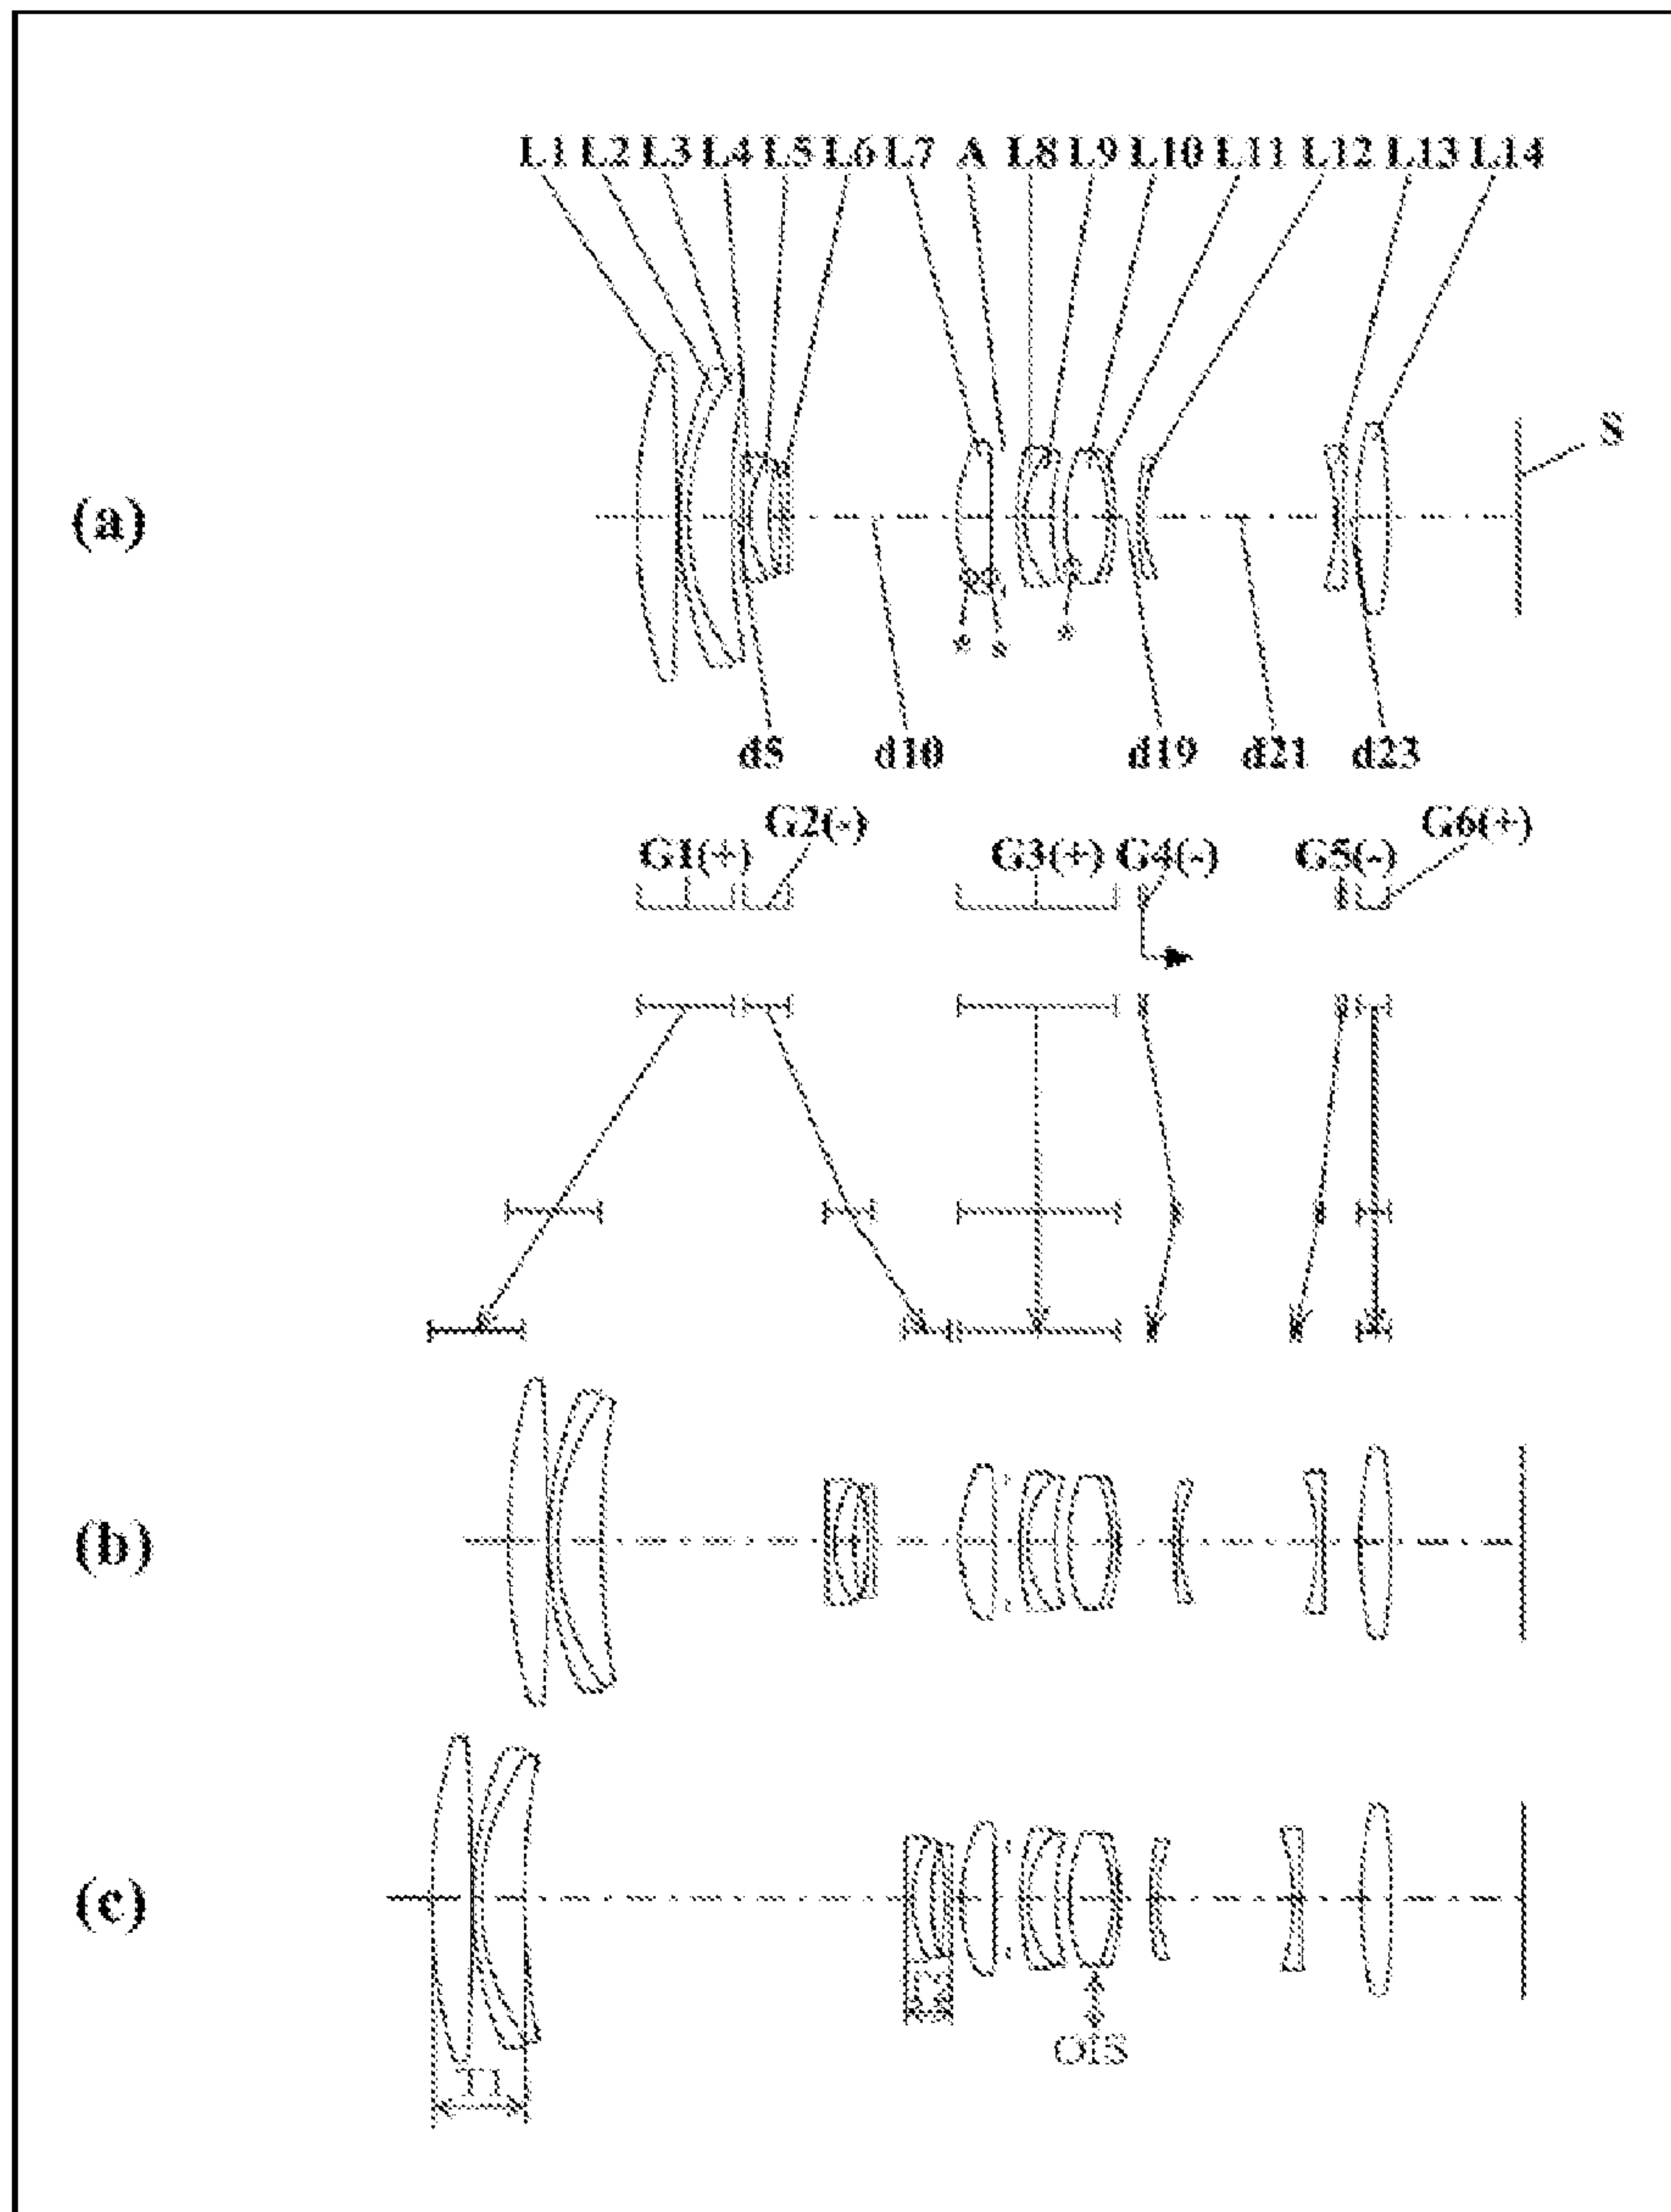 L1 L2 L3 L4 L5 L6 L7 A L8 L9 L10 L11 L12 L13 L14
S
(a)
* * *
d5 d10 d19 d21 d23
G1(+) G2(-) G3(+) G4(-) G5(-) G6(+)
(b)
(c)
OIS
T1